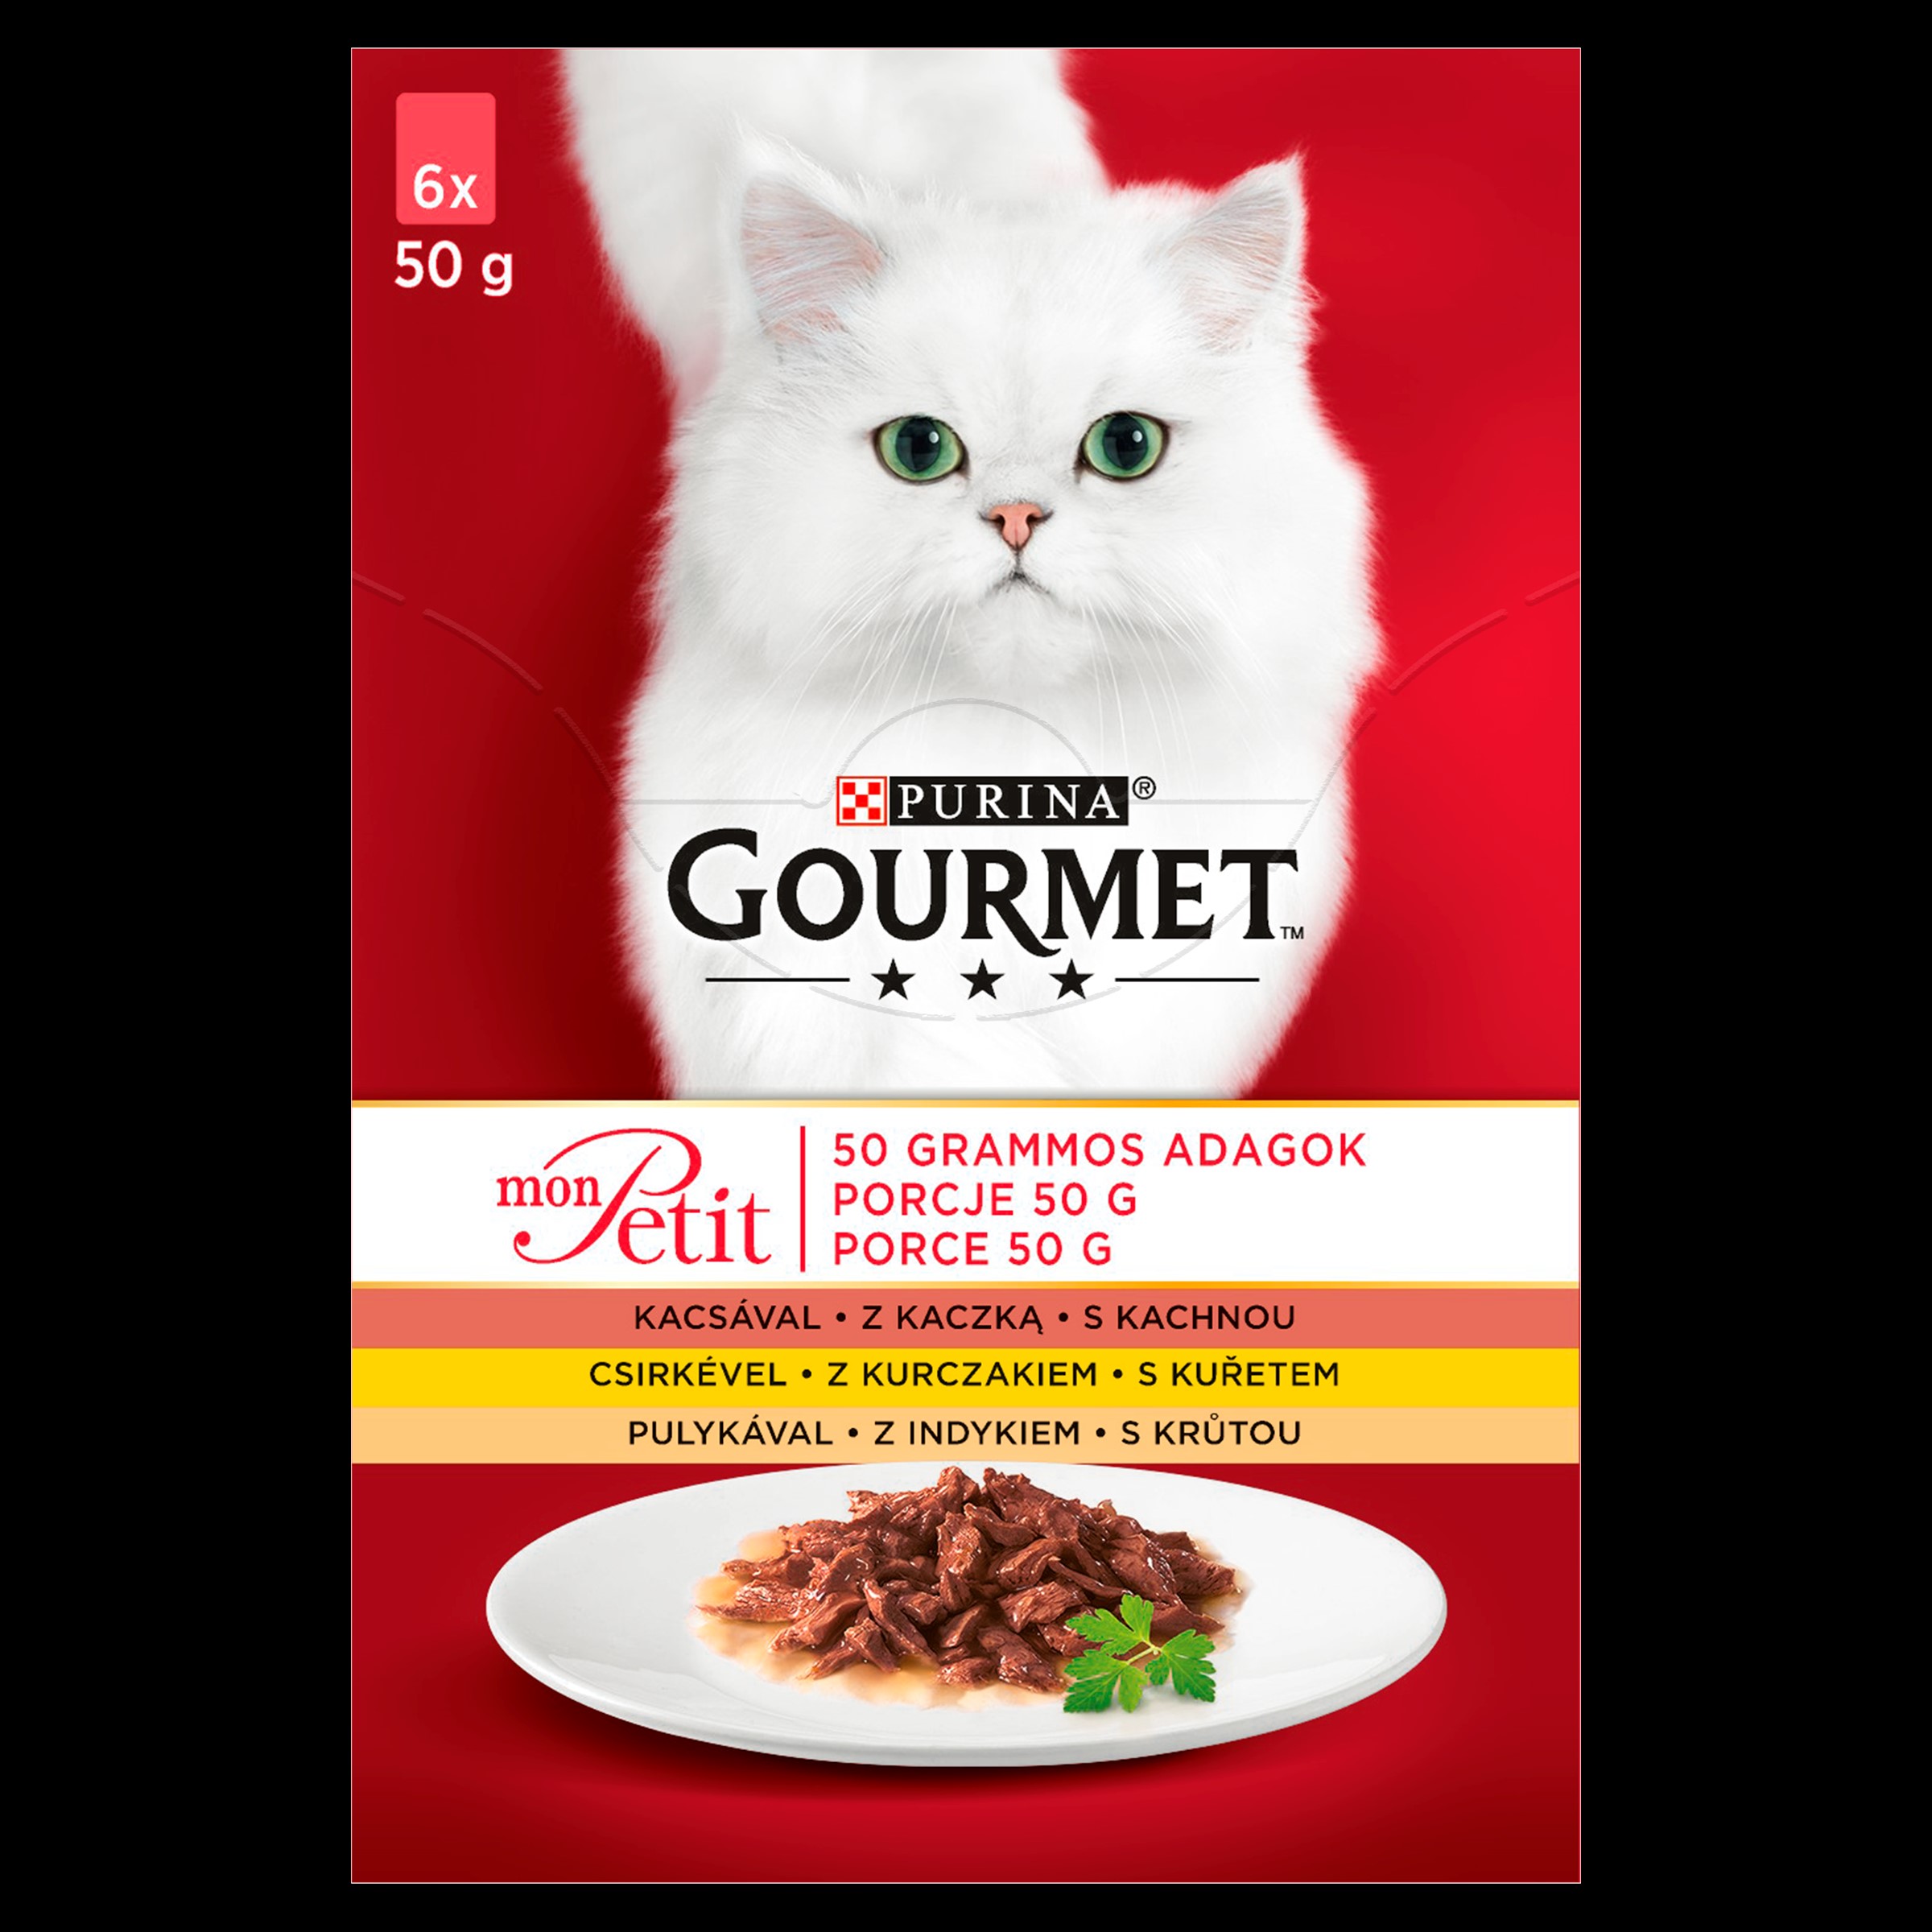 6x
50 g
PURINA®
GOURMET™
mon Petit
50 GRAMMOS ADAGOK
PORCJE 50 G
PORCE 50 G
KACSÁVAL • Z KACZKĄ • S KACHNOU
CSIRKÉVEL • Z KURCZAKIEM • S KUŘETEM
PULYKÁVAL • Z INDYKIEM • S KRŮTOU